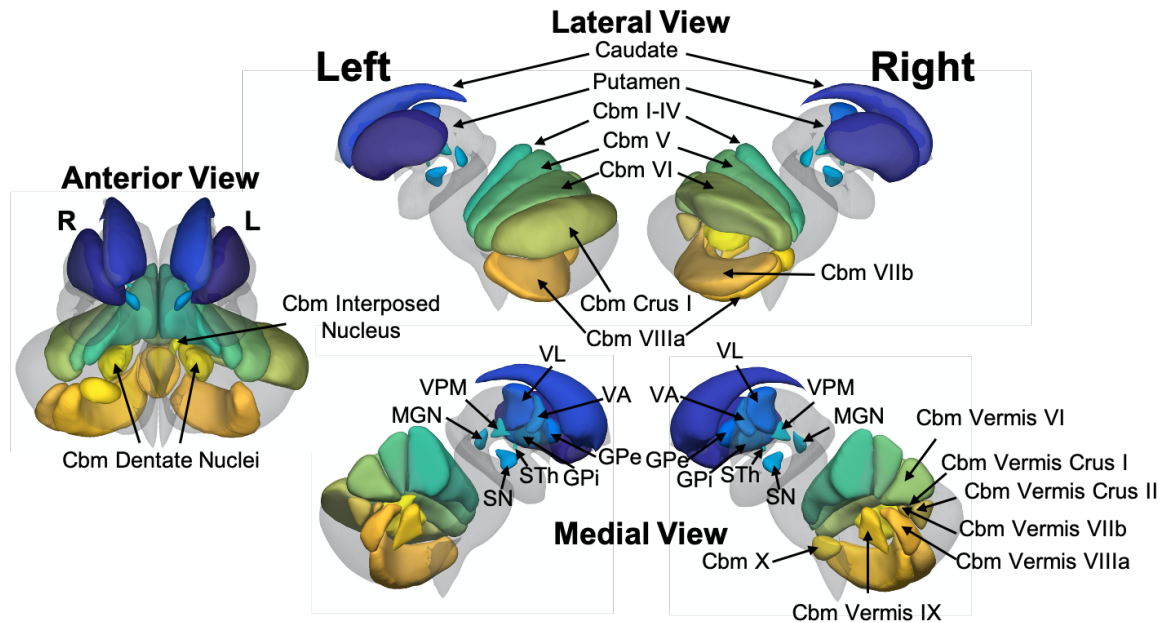 Lateral View
Caudate
Left
Right
Putamen
Cbm I-IV
Cbm V
Cbm VI
Anterior View
R
L
Cbm VIIb
Cbm Interposed
Nucleus
Cbm Crus I
Cbm VIIIa
Cbm Dentate Nuclei
VL
VPM
VA
MGN
GPe
STh
GPi
SN
VL
VA
VPM
MGN
GPe
GPi
STh
SN
Medial View
Cbm Vermis VI
Cbm Vermis Crus I
Cbm Vermis Crus II
Cbm Vermis VIIb
Cbm Vermis VIIIa
Cbm X
Cbm Vermis IX